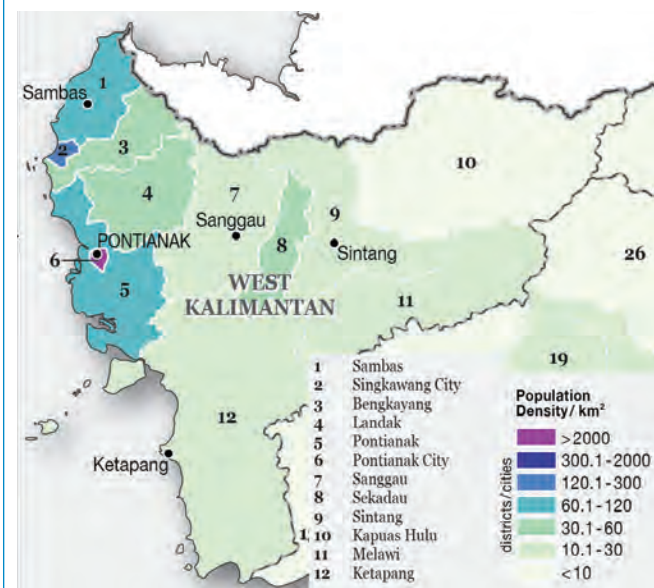 1
Sambas
2
3
10
4
7
Sanggau
9
PONTIANAK
8
Sintang
6
26
5
WEST
KALIMANTAN
11
19
12
Ketapang
1 Sambas
2 Singkawang City
3 Bengkayang
4 Landak
5 Pontianak
6 Pontianak City
7 Sanggau
8 Sekadau
9 Sintang
10 Kapuas Hulu
11 Melawi
12 Ketapang
1
Population
Density/ km²
districts/cities
>2000
300.1-2000
120.1-300
60.1-120
30.1-60
10.1-30
<10